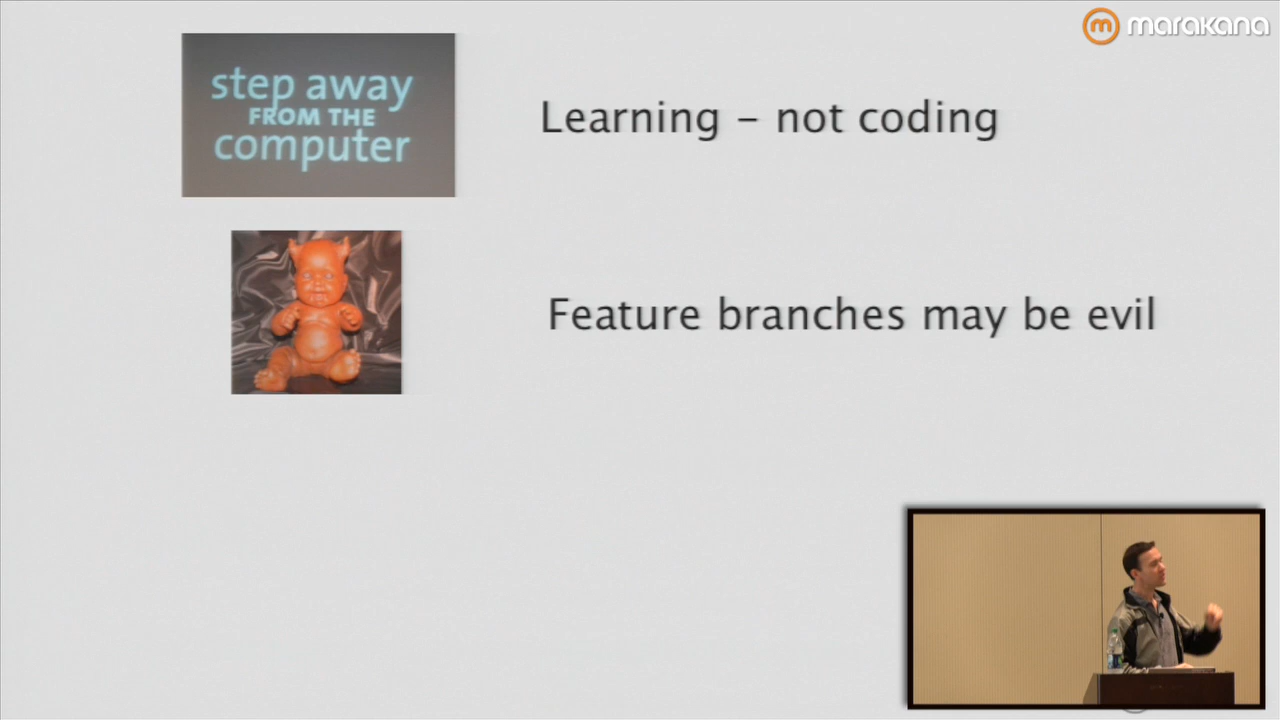 marakana
step away
FROM THE
computer
Learning – not coding
Feature branches may be evil